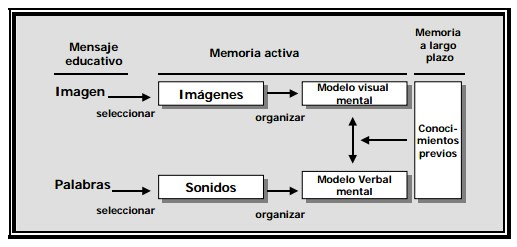 Mensaje
educativo
Memoria activa
Memoria
a largo
plazo
Imagen
seleccionar
Imágenes
organizar
Modelo visual
mental
Conoci-
mientos
previos
Palabras
seleccionar
Sonidos
organizar
Modelo Verbal
mental